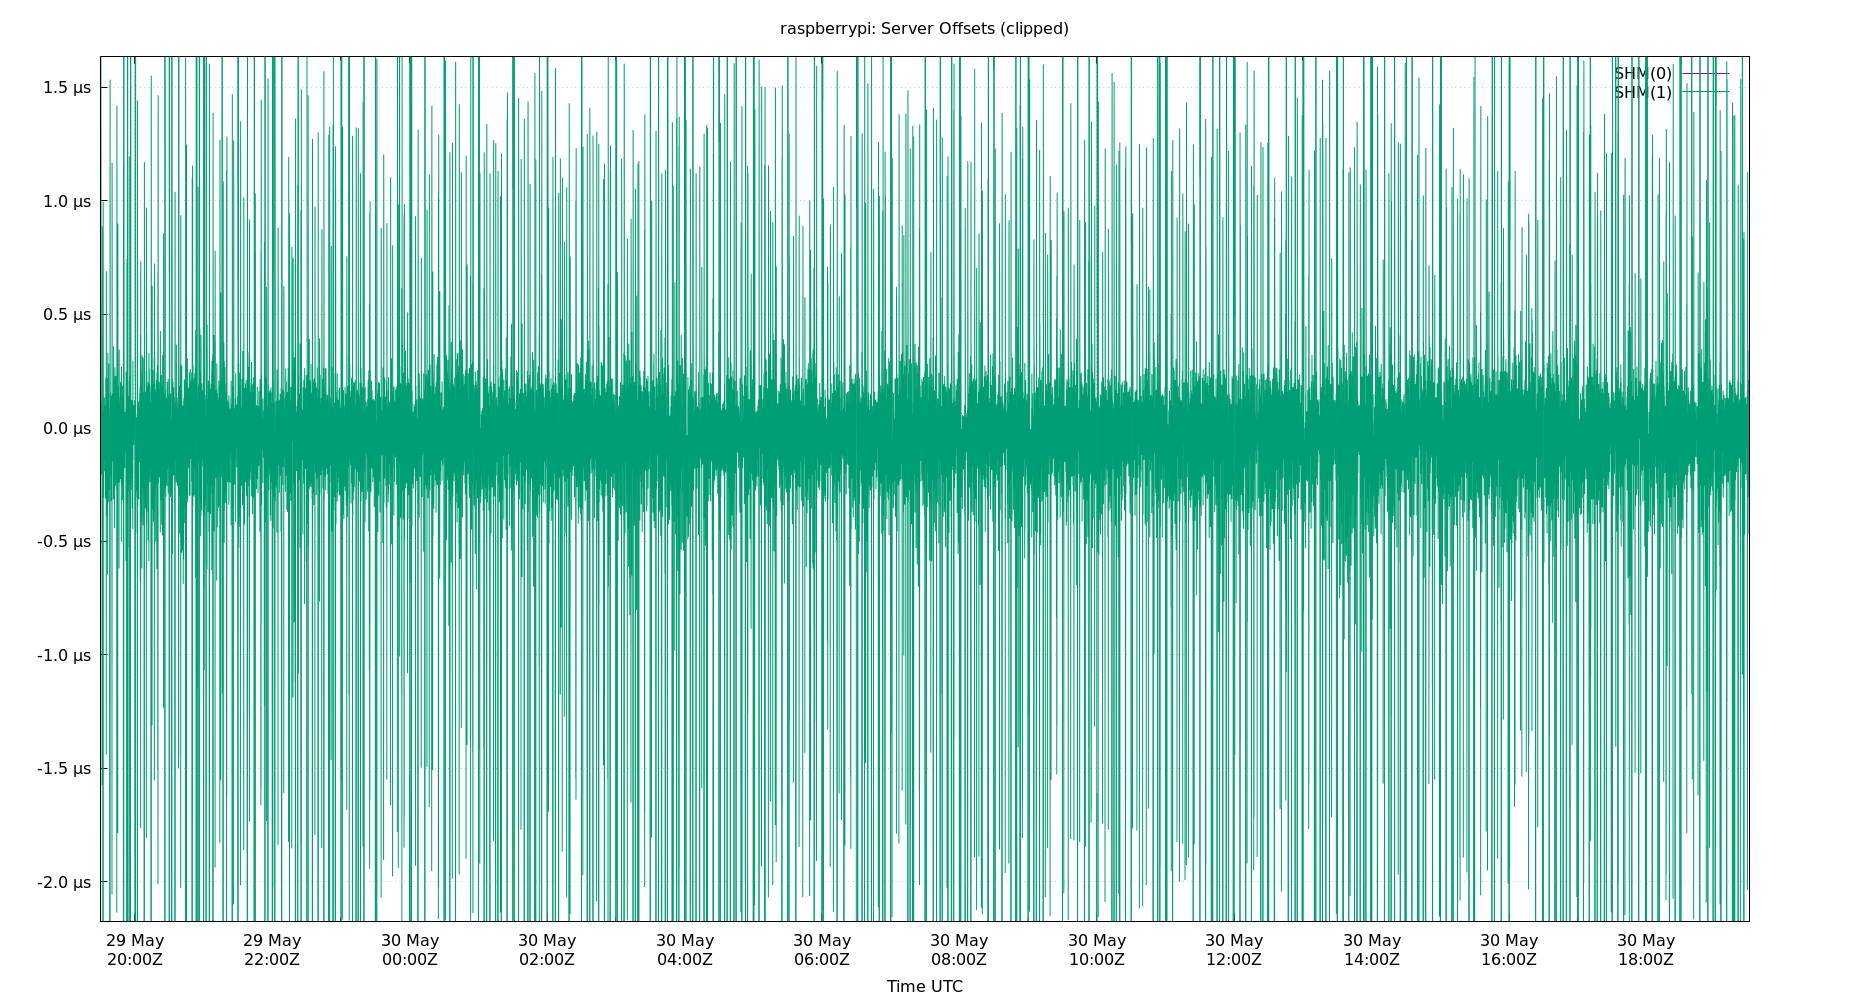 raspberrypi: Server Offsets (clipped)
SHM(0)
SHM(1)
1.5 µs
1.0 µs
0.5 µs
0.0 µs
-0.5 µs
-1.0 µs
-1.5 µs
-2.0 µs
29 May 29 May 30 May 30 May 30 May 30 May 30 May 30 May 30 May 30 May 30 May 30 May
20:00Z 22:00Z 00:00Z 02:00Z 04:00Z 06:00Z 08:00Z 10:00Z 12:00Z 14:00Z 16:00Z 18:00Z
Time UTC